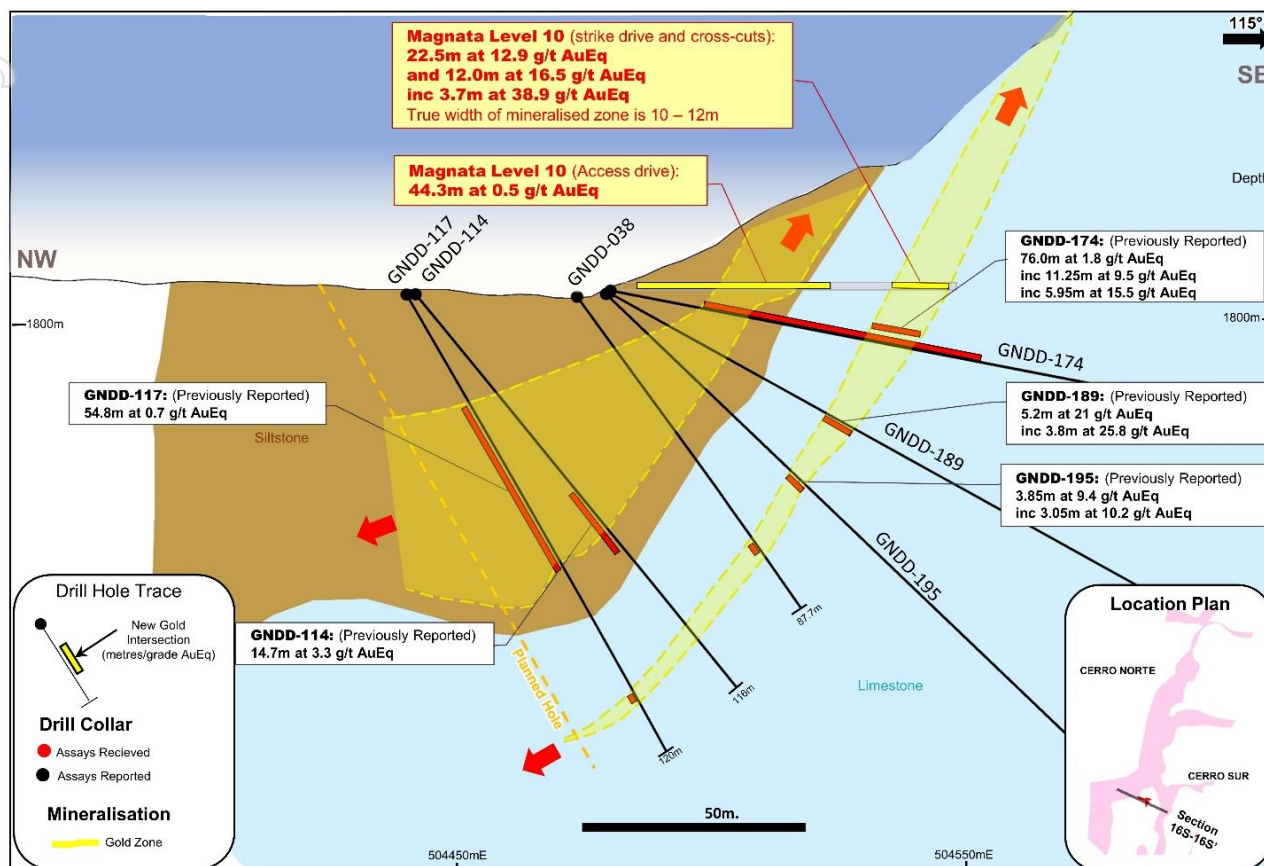 Magnata Level 10 (strike drive and cross-cuts):
22.5m at 12.9 g/t AuEq
and 12.0m at 16.5 g/t AuEq
inc 3.7m at 38.9 g/t AuEq
True width of mineralised zone is 10 – 12m
115°
SE
Magnata Level 10 (Access drive):
44.3m at 0.5 g/t AuEq
Depth
NW
GNDD-117
GNDD-114
GNDD-038
GNDD-174: (Previously Reported)
76.0m at 1.8 g/t AuEq
inc 11.25m at 9.5 g/t AuEq
inc 5.95m at 15.5 g/t AuEq
1800m
1800m
GNDD-174
GNDD-117: (Previously Reported)
54.8m at 0.7 g/t AuEq
Siltstone
GNDD-189: (Previously Reported)
5.2m at 21 g/t AuEq
inc 3.8m at 25.8 g/t AuEq
GNDD-189
GNDD-195: (Previously Reported)
3.85m at 9.4 g/t AuEq
inc 3.05m at 10.2 g/t AuEq
GNDD-195
87.7m
GNDD-114: (Previously Reported)
14.7m at 3.3 g/t AuEq
Planned Hole
116m
120m
Limestone
Drill Hole Trace
New Gold
Intersection
(metres/grade AuEq)
Drill Collar
Assays Recieved
Assays Reported
Mineralisation
Gold Zone
50m.
504450mE
504550mE
Location Plan
CERRO NORTE
CERRO SUR
Section
16S-16S'